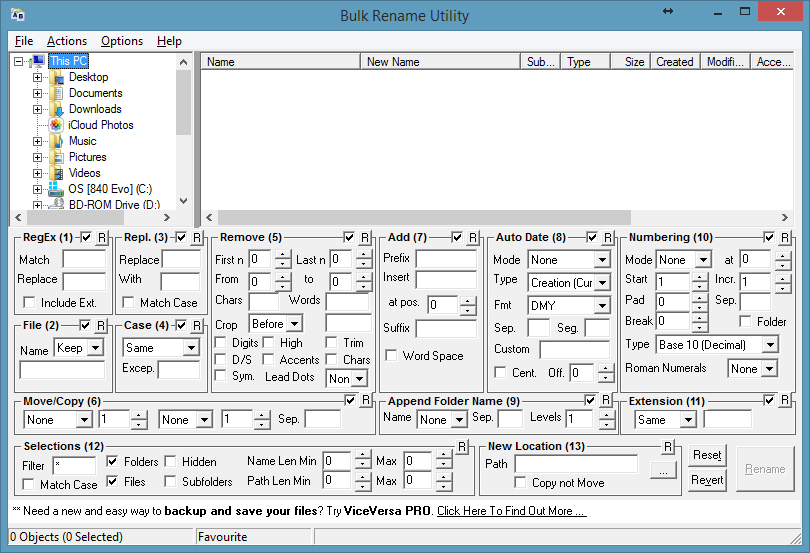 Bulk Rename Utility
File Actions Options Help
This PC
Desktop
Documents
Downloads
iCloud Photos
Music
Pictures
Videos
OS [840 Evo] (C:)
BD-ROM Drive (D:)
Name New Name Sub... Type Size Created Modifi... Acce...
RegEx (1) R
Match
Replace
Include Ext.
Repl. (3) R
Replace
With
Match Case
Remove (5) R
First n 0 Last n 0
From 0 to 0
Chars Words
Crop Before
Digits High Trim
D/S Accents Chars
Sym. Lead Dots Non
Add (7) R
Prefix
Insert
at pos. 0
Suffix
Word Space
Auto Date (8) R
Mode None
Type Creation (Cur
Fmt DMY
Sep. Seg.
Custom
Cent. Off. 0
Numbering (10) R
Mode None at 0
Start 1 Incr. 1
Pad 0 Sep.
Break 0 Folder
Type Base 10 (Decimal)
Roman Numerals None
File (2) R
Name Keep
Case (4) R
Same
Excep.
Move/Copy (6) R
None 1 None 1 Sep.
Append Folder Name (9) R
Name None Sep. Levels 1
Extension (11) R
Same
Selections (12) R
Filter * Folders Hidden Name Len Min 0 Max 0
Match Case Files Subfolders Path Len Min 0 Max 0
New Location (13) R
Path ...
Copy not Move
Reset
Revert
Rename
** Need a new and easy way to backup and save your files? Try ViceVersa PRO. Click Here To Find Out More ...
0 Objects (0 Selected) Favourite